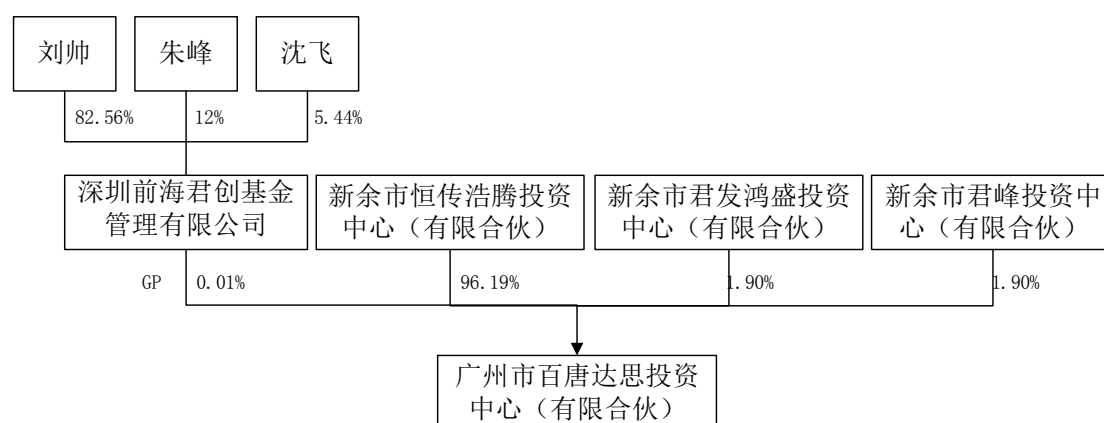 刘帅
朱峰
沈飞
82.56%
12%
5.44%
深圳前海君创基金
管理有限公司
新余市恒传浩腾投资
中心（有限合伙）
新余市君发鸿盛投资
中心（有限合伙）
新余市君峰投资中
心（有限合伙）
GP
0.01%
96.19%
1.90%
1.90%
广州市百唐达思投资
中心（有限合伙）